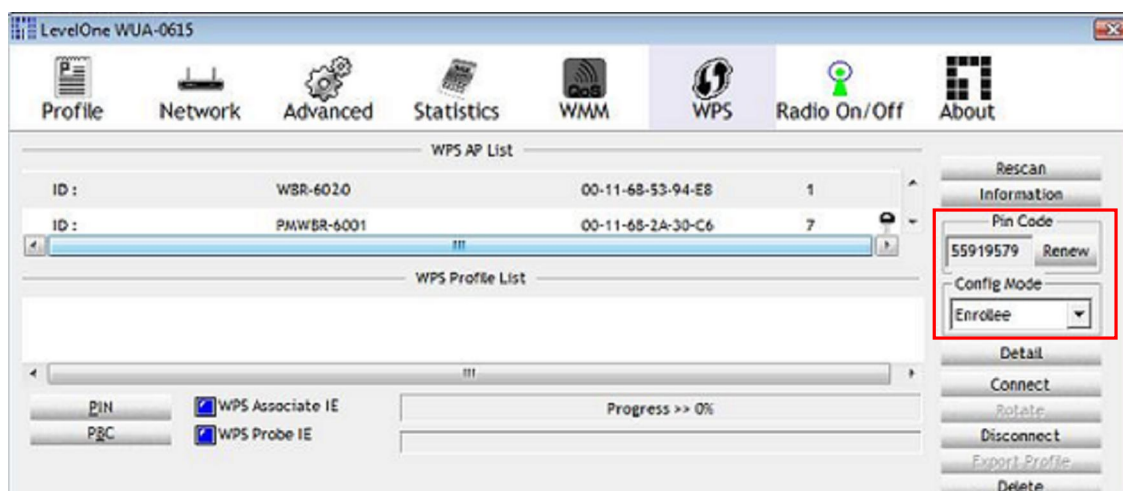 LevelOne WUA-0615
Profile Network Advanced Statistics WMM WPS Radio On/Off About
QoS
WPS AP List
ID : WBR-6020 00-11-6B-53-94-E8 1
ID : PMWBR-6001 00-11-6B-2A-30-C6 7
WPS Profile List
PIN
PBC
WPS Associate IE
WPS Probe IE
Progress >> 0%
Rescan
Information
Pin Code
55919579 Renew
Config Mode
Enrollee
Detail
Connect
Rotate
Disconnect
Export Profile
Delete